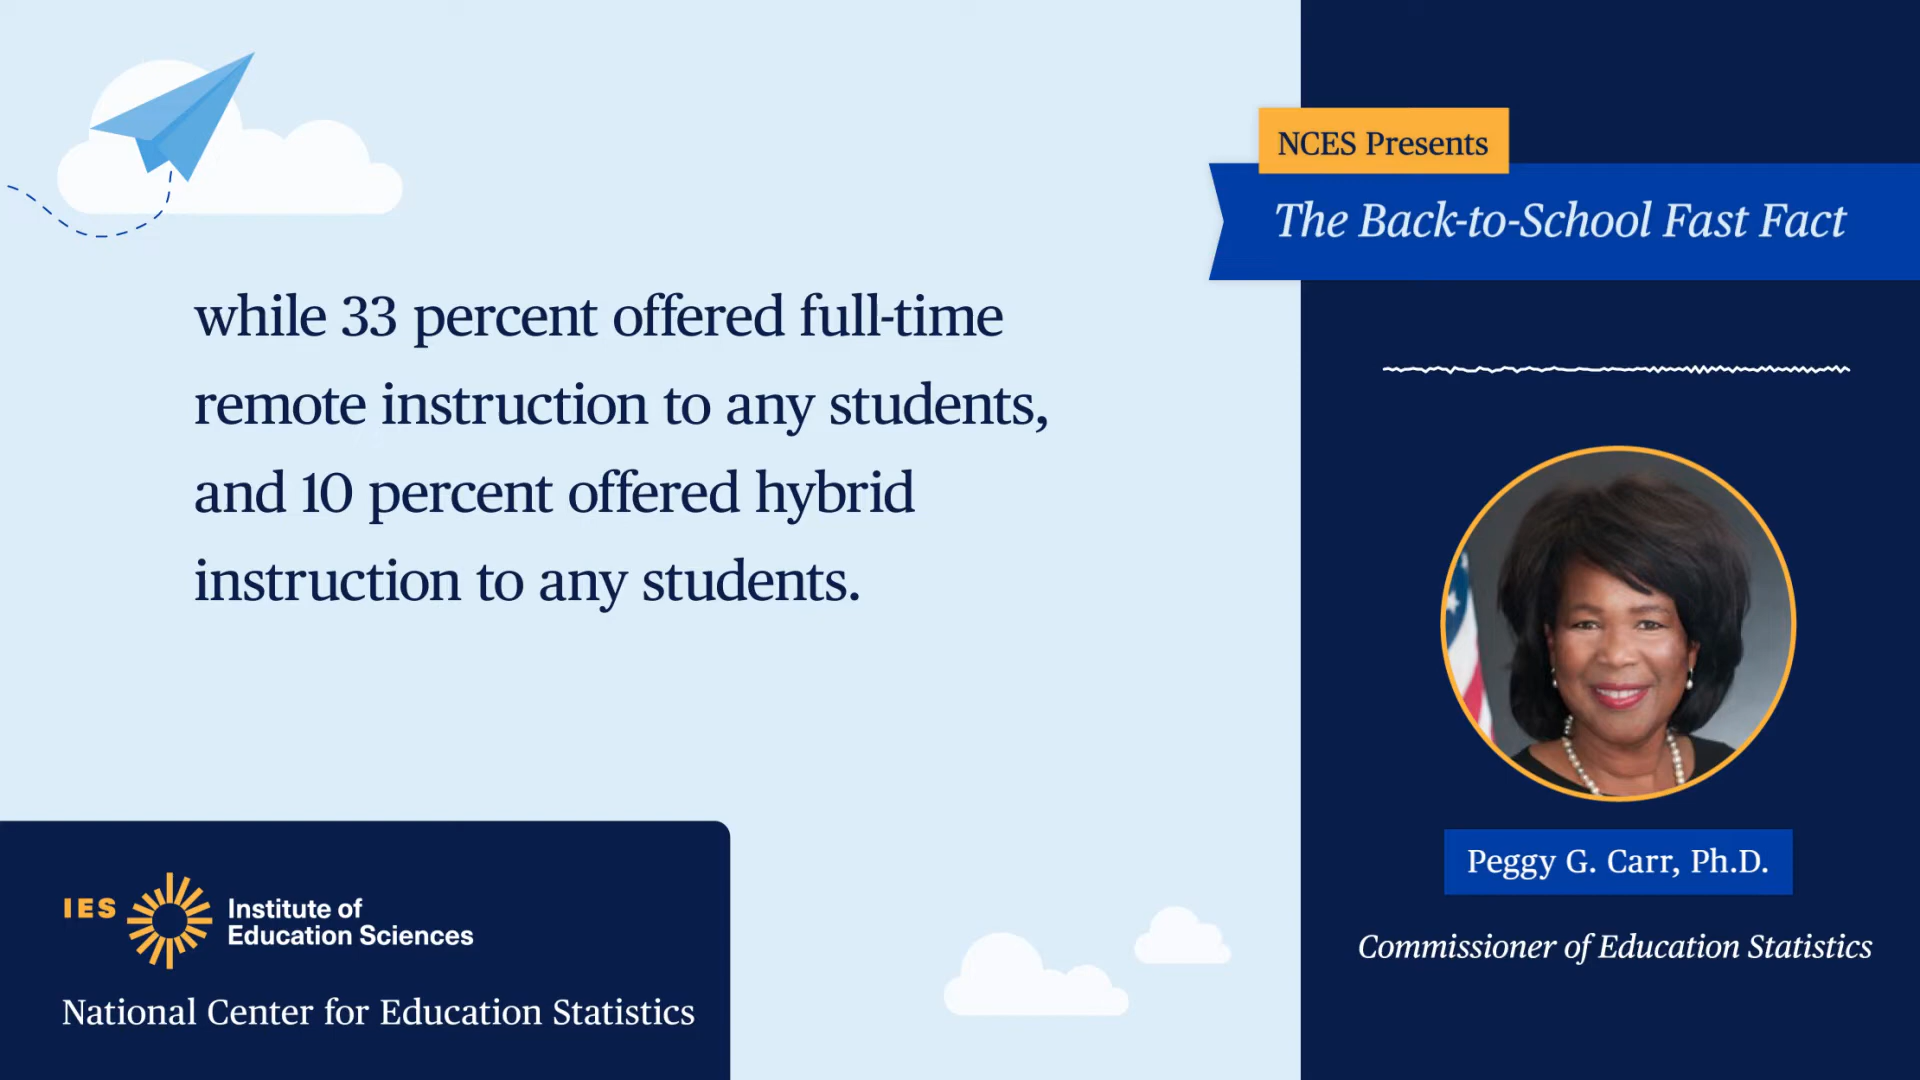 NCES Presents
The Back-to-School Fast Fact
while 33 percent offered full-time
remote instruction to any students,
and 10 percent offered hybrid
instruction to any students.
Peggy G. Carr, Ph.D.
Commissioner of Education Statistics
IES
Institute of
Education Sciences
National Center for Education Statistics